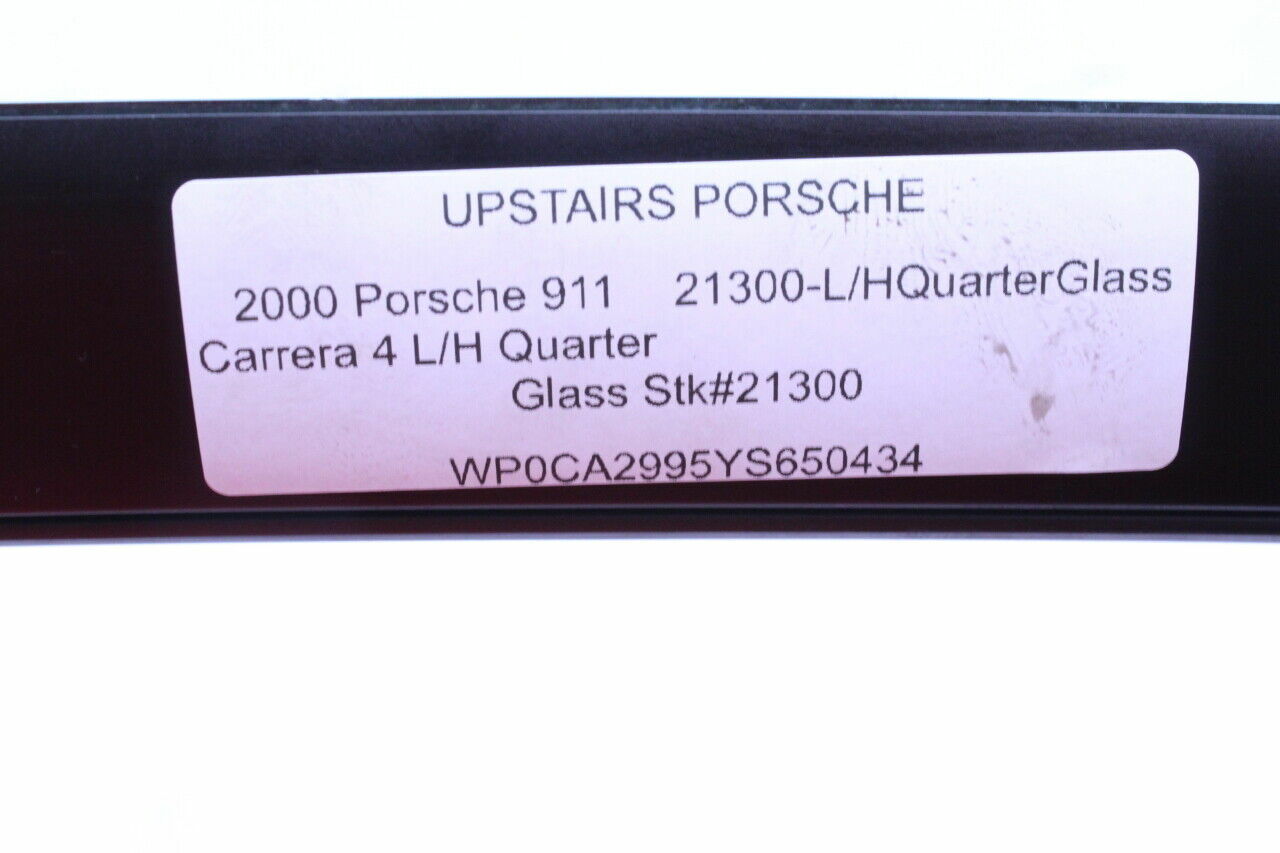 UPSTAIRS PORSCHE
2000 Porsche 911 21300-L/HQuarterGlass
Carrera 4 L/H Quarter
Glass Stk#21300
WP0CA2995YS650434